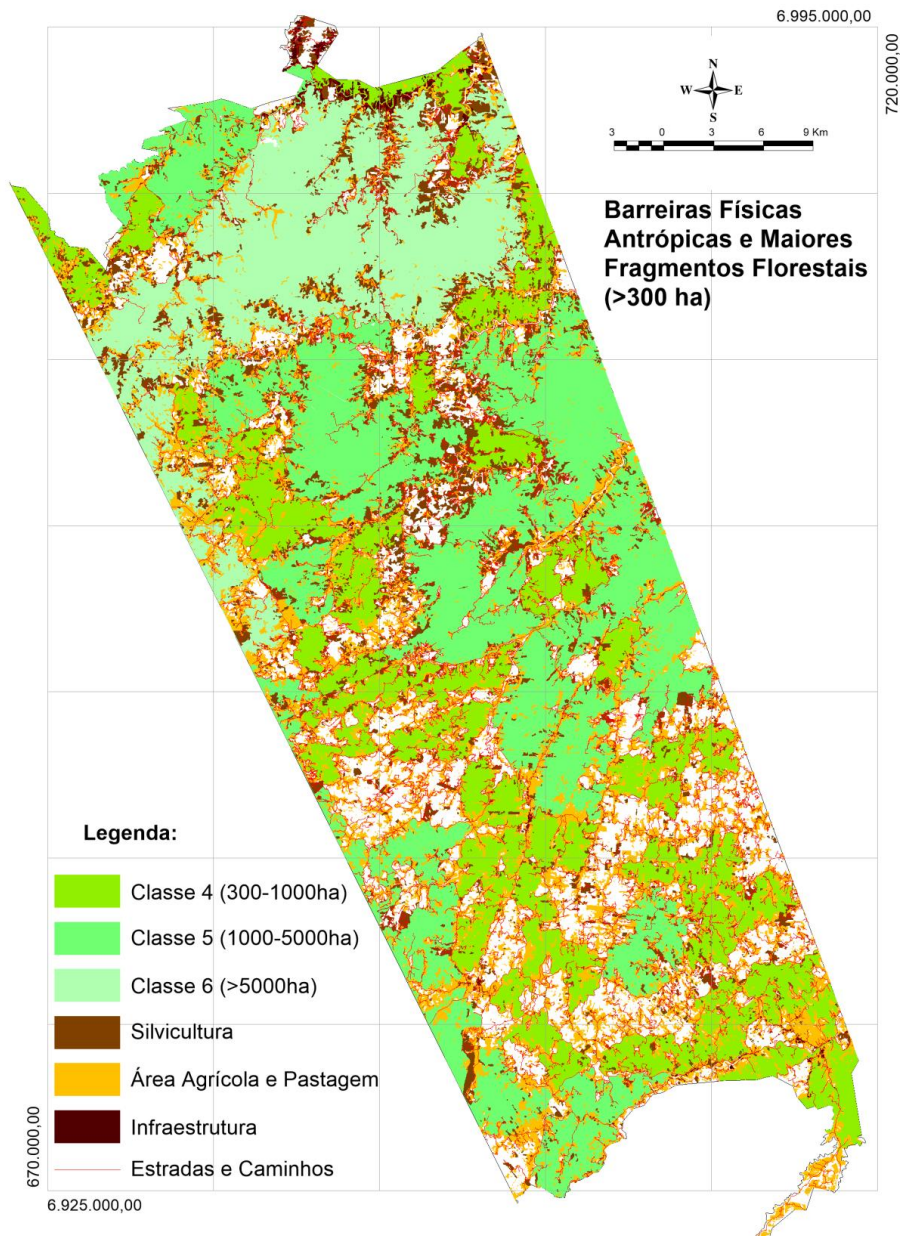 6.995.000,00
720.000,00
N
W E
S
3 0 3 6 9 Km
Barreiras Físicas
Antrópicas e Maiores
Fragmentos Florestais
(>300 ha)
Legenda:
Classe 4 (300-1000ha)
Classe 5 (1000-5000ha)
Classe 6 (>5000ha)
Silvicultura
Área Agrícola e Pastagem
Infraestrutura
Estradas e Caminhos
670.000,00
6.925.000,00